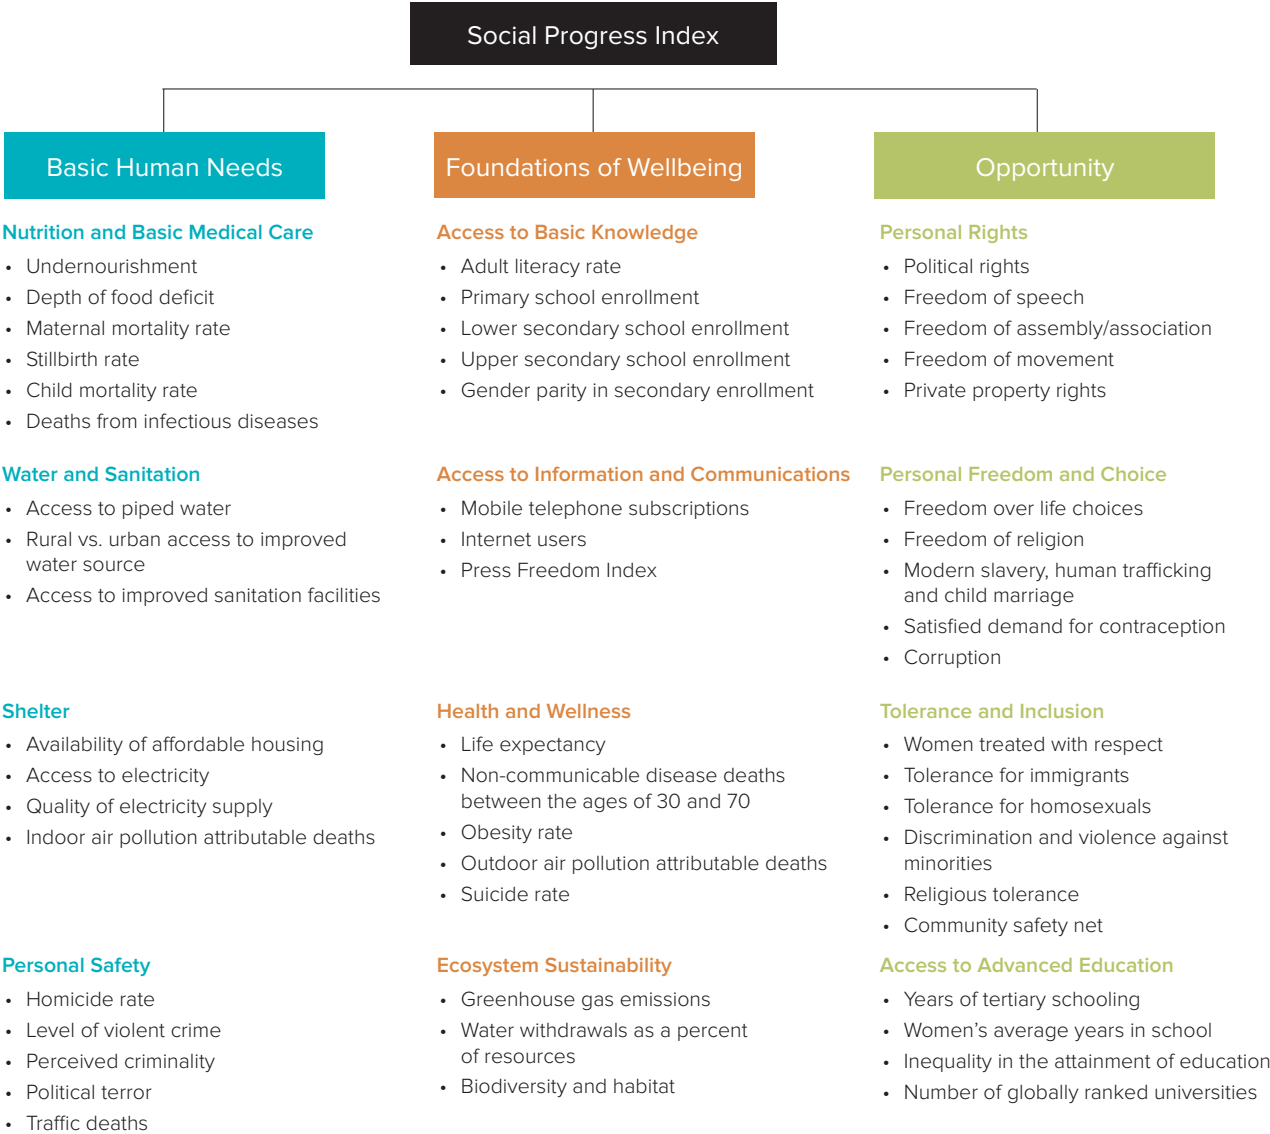 Social Progress Index
Basic Human Needs
Nutrition and Basic Medical Care
• Undernourishment
• Depth of food deficit
• Maternal mortality rate
• Stillbirth rate
• Child mortality rate
• Deaths from infectious diseases
Water and Sanitation
• Access to piped water
• Rural vs. urban access to improved
water source
• Access to improved sanitation facilities
Shelter
• Availability of affordable housing
• Access to electricity
• Quality of electricity supply
• Indoor air pollution attributable deaths
Personal Safety
• Homicide rate
• Level of violent crime
• Perceived criminality
• Political terror
• Traffic deaths
Foundations of Wellbeing
Access to Basic Knowledge
• Adult literacy rate
• Primary school enrollment
• Lower secondary school enrollment
• Upper secondary school enrollment
• Gender parity in secondary enrollment
Access to Information and Communications
• Mobile telephone subscriptions
• Internet users
• Press Freedom Index
Health and Wellness
• Life expectancy
• Non-communicable disease deaths
between the ages of 30 and 70
• Obesity rate
• Outdoor air pollution attributable deaths
• Suicide rate
Ecosystem Sustainability
• Greenhouse gas emissions
• Water withdrawals as a percent
of resources
• Biodiversity and habitat
Opportunity
Personal Rights
• Political rights
• Freedom of speech
• Freedom of assembly/association
• Freedom of movement
• Private property rights
Personal Freedom and Choice
• Freedom over life choices
• Freedom of religion
• Modern slavery, human trafficking
and child marriage
• Satisfied demand for contraception
• Corruption
Tolerance and Inclusion
• Women treated with respect
• Tolerance for immigrants
• Tolerance for homosexuals
• Discrimination and violence against
minorities
• Religious tolerance
• Community safety net
Access to Advanced Education
• Years of tertiary schooling
• Women’s average years in school
• Inequality in the attainment of education
• Number of globally ranked universities